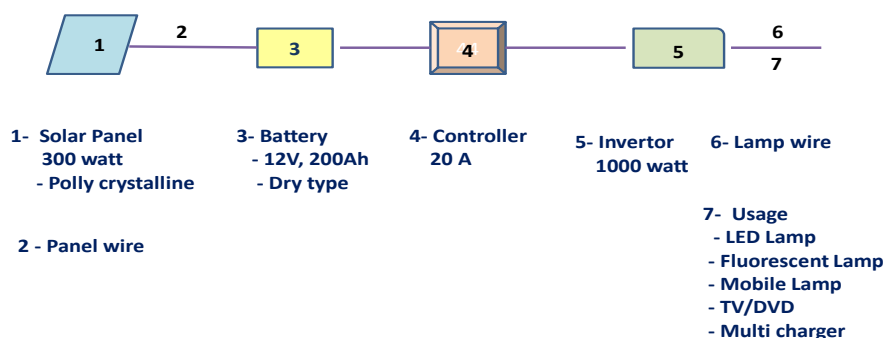 1
2
3
4
5
6
7
1- Solar Panel
300 watt
- Polly crystalline
2 - Panel wire
3- Battery
- 12V, 200Ah
- Dry type
4- Controller
20 A
5- Invertor
1000 watt
6- Lamp wire
7- Usage
- LED Lamp
- Fluorescent Lamp
- Mobile Lamp
- TV/DVD
- Multi charger